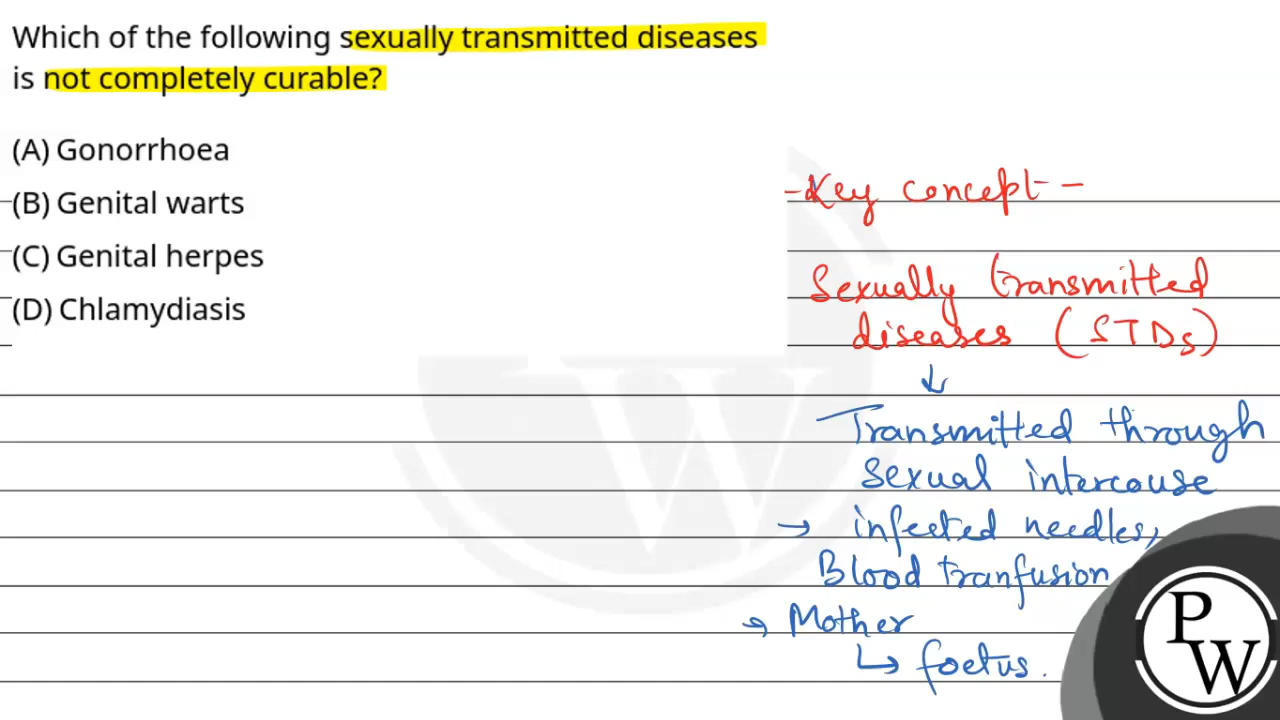 Which of the following sexually transmitted diseases
is not completely curable?
(A) Gonorrhoea
(B) Genital warts
(C) Genital herpes
(D) Chlamydiasis
-Key concept-
Sexually transmitted
diseases (STDs)
↓
Transmitted through
sexual intercouse
→ infected needles,
Blood tranfusion
→ Mother
↳ foetus.
PW